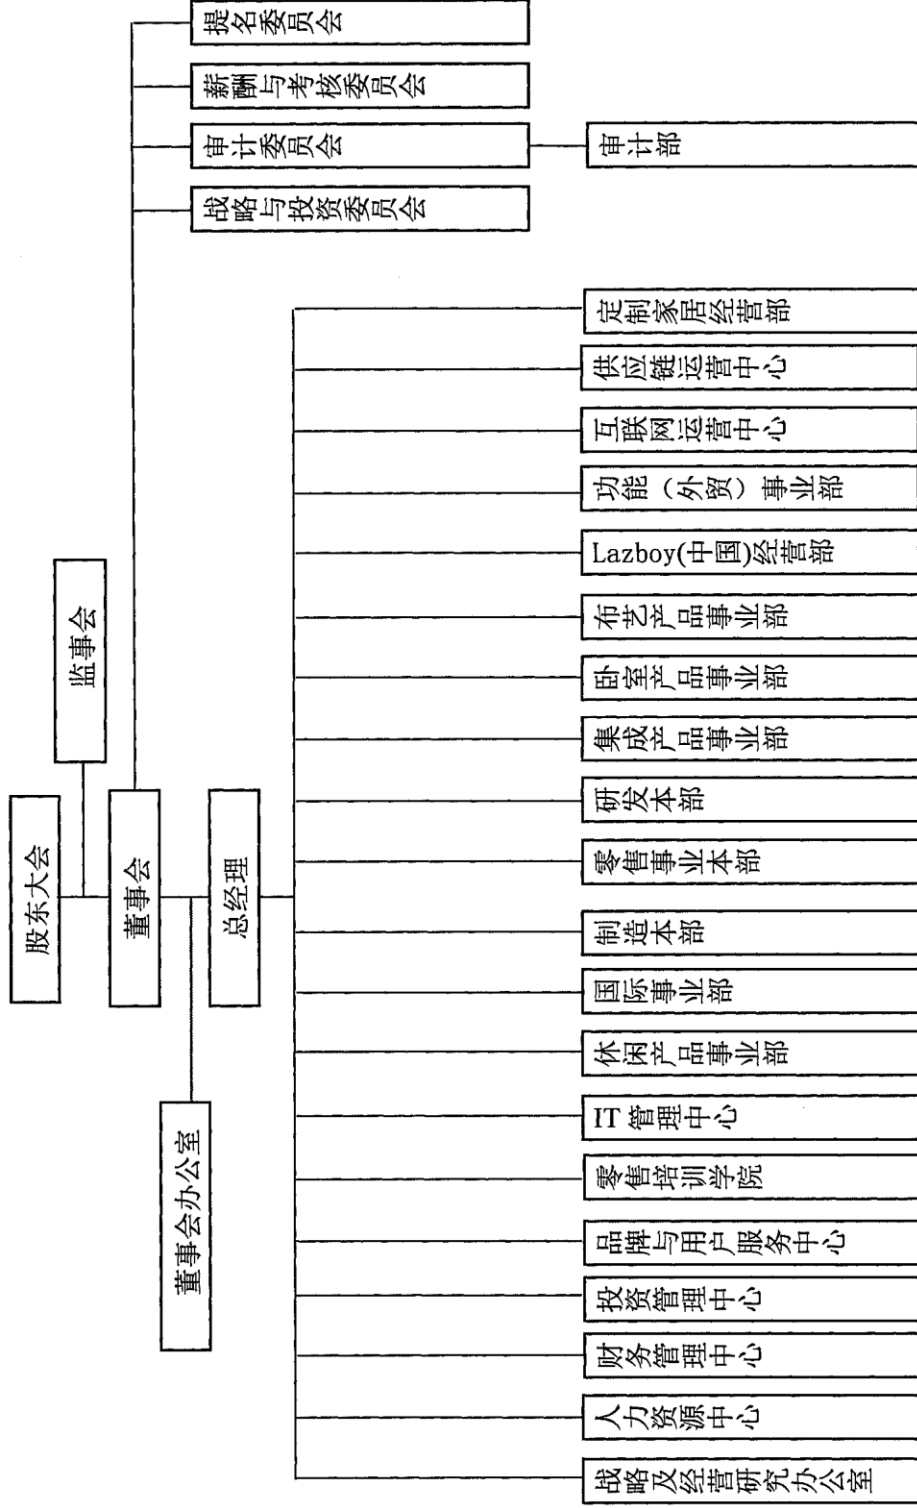 股东大会
监事会
董事会
董事会办公室
总经理
战略与投资委员会
审计委员会
薪酬与考核委员会
提名委员会
审计部
战略及经营研究办公室
人力资源中心
财务管理中心
投资管理中心
品牌与用户服务中心
零售培训学院
IT 管理中心
休闲产品事业部
国际事业部
制造本部
零售事业本部
研发本部
集成产品事业部
卧室产品事业部
布艺产品事业部
Lazboy(中国)经营部
功能（外贸）事业部
互联网运营中心
供应链运营中心
定制家居经营部